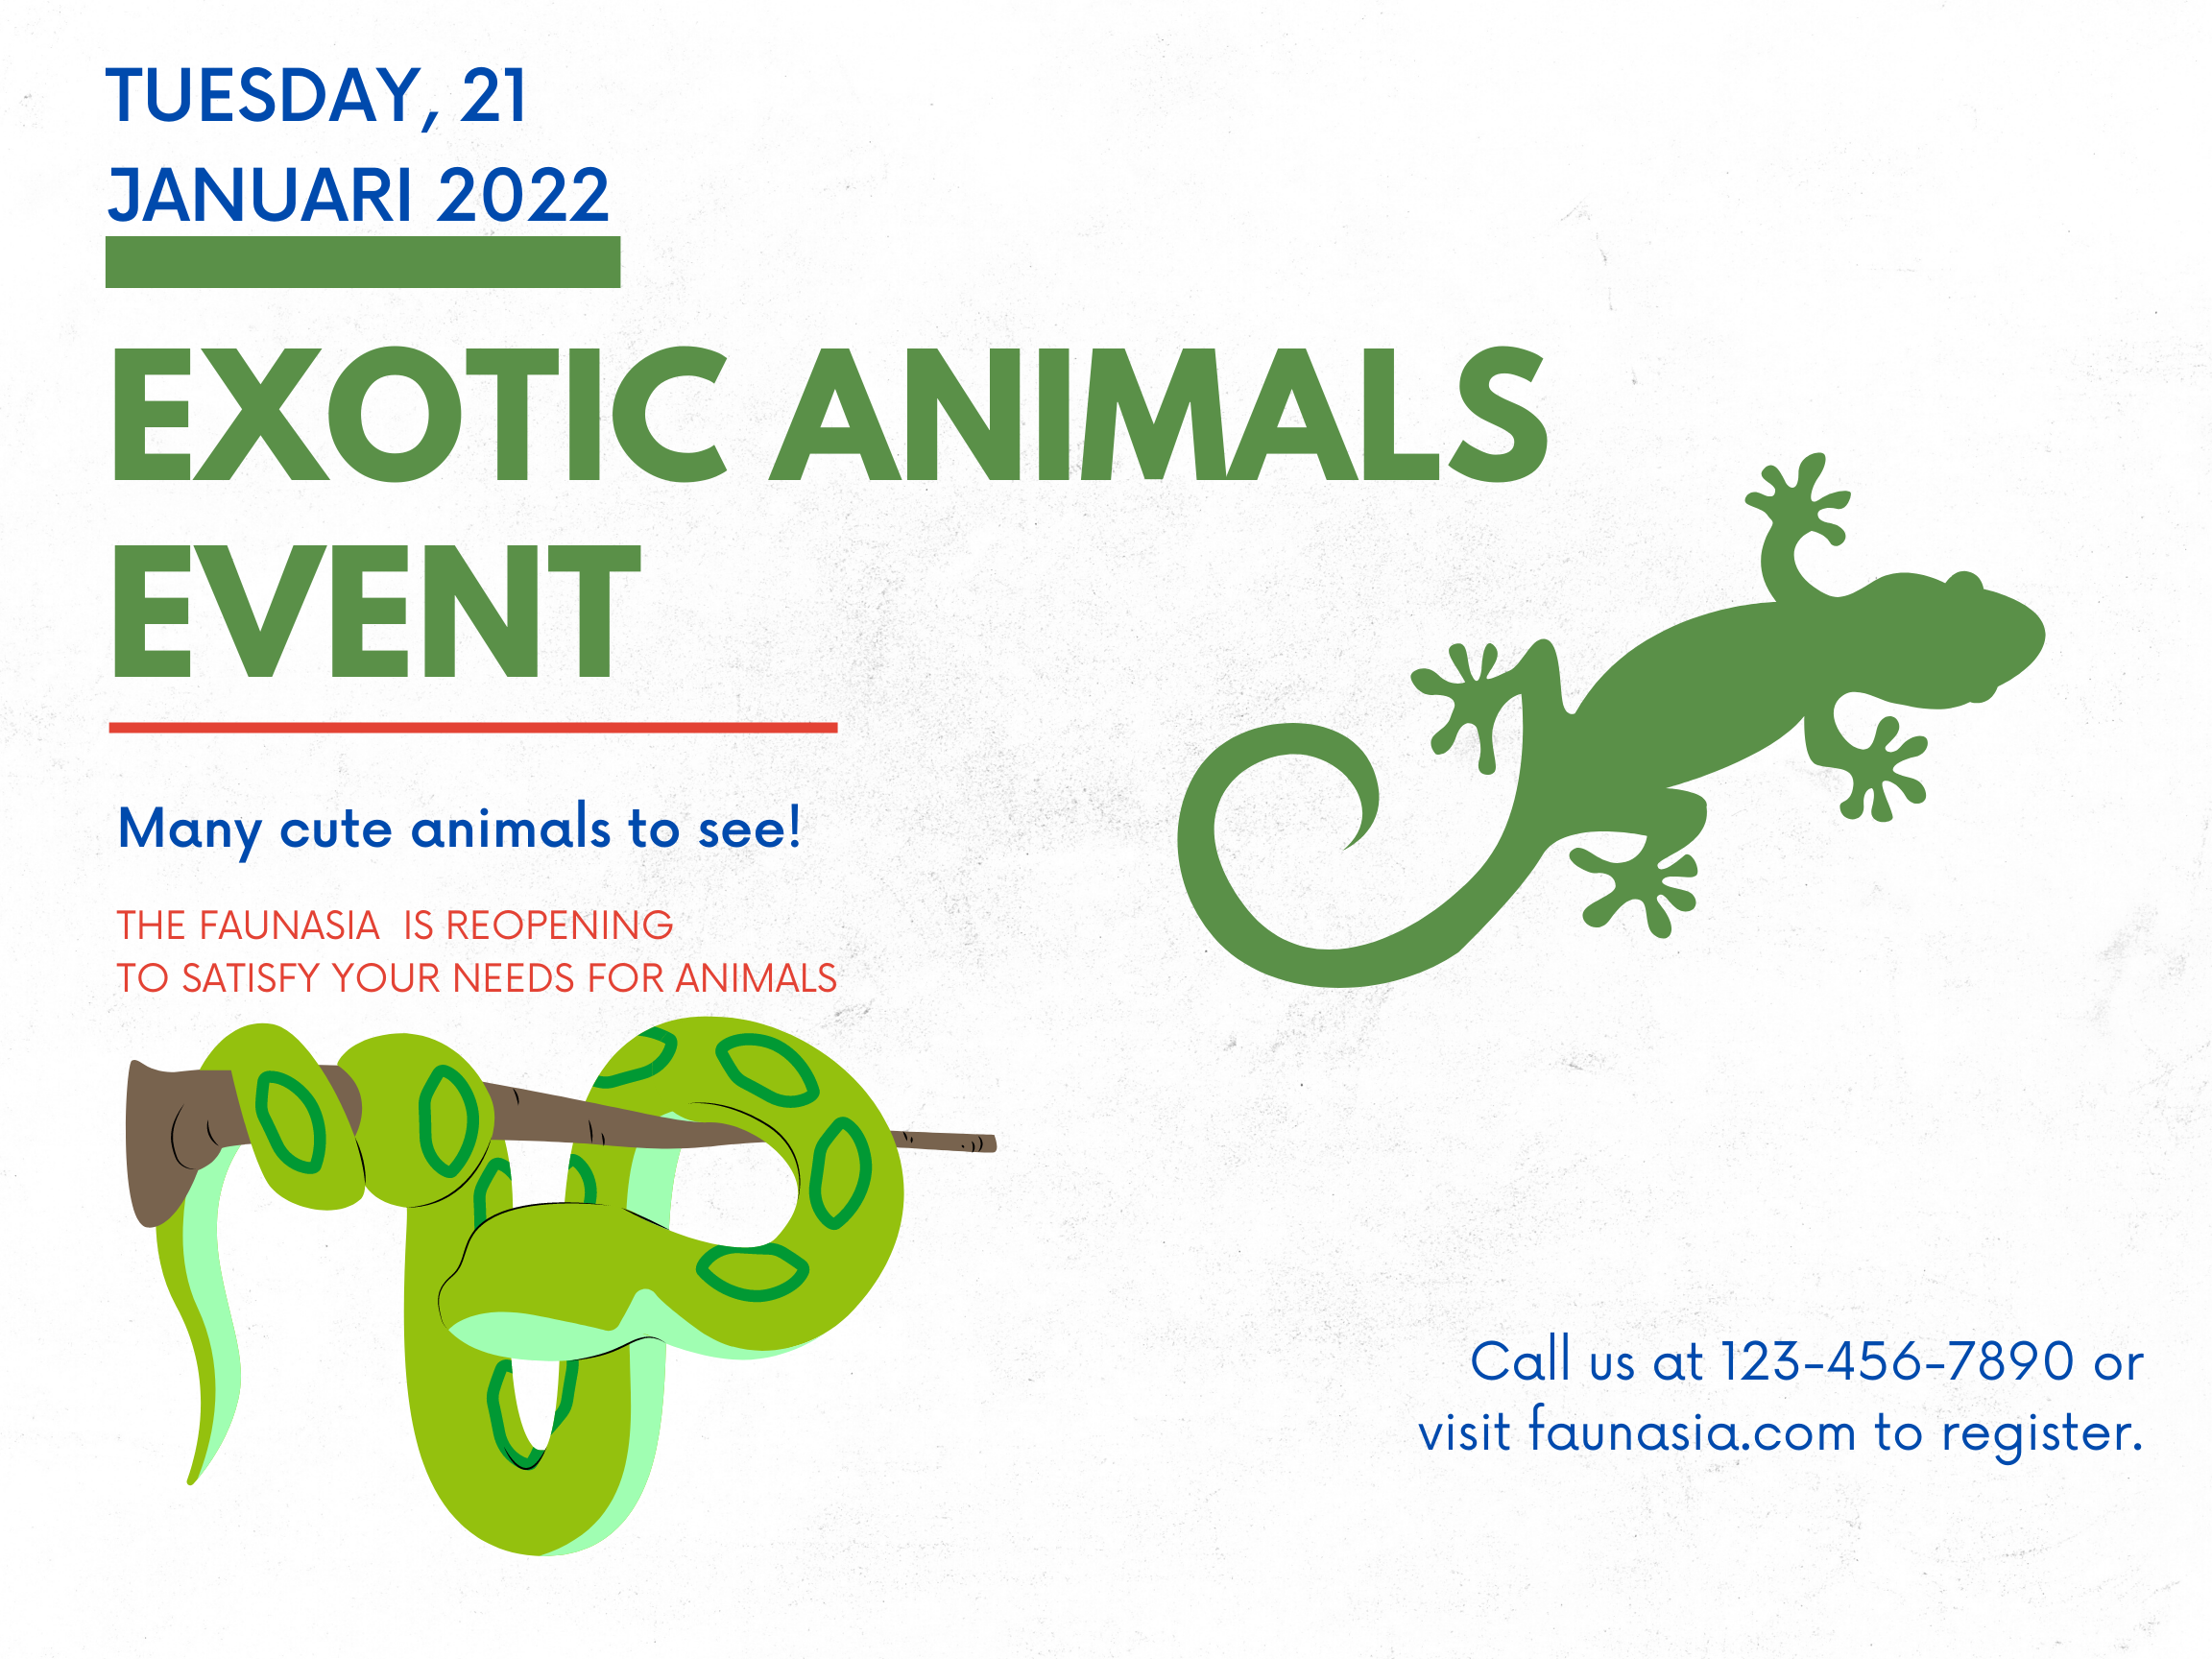 TUESDAY, 21
JANUARI 2022
EXOTIC ANIMALS
EVENT
Many cute animals to see!
THE FAUNASIA  IS REOPENING
TO SATISFY YOUR NEEDS FOR ANIMALS
Call us at 123-456-7890 or
visit faunasia.com to register.